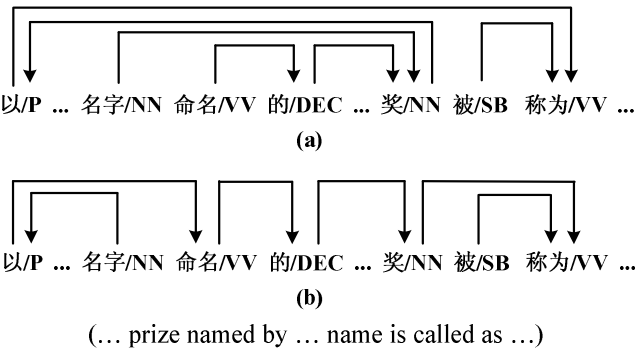 以/P ... 名字/NN 命名/VV 的/DEC ... 奖/NN 被/SB 称为/VV ...
(a)
以/P ... 名字/NN 命名/VV 的/DEC ... 奖/NN 被/SB 称为/VV ...
(b)
(... prize named by ... name is called as ...)